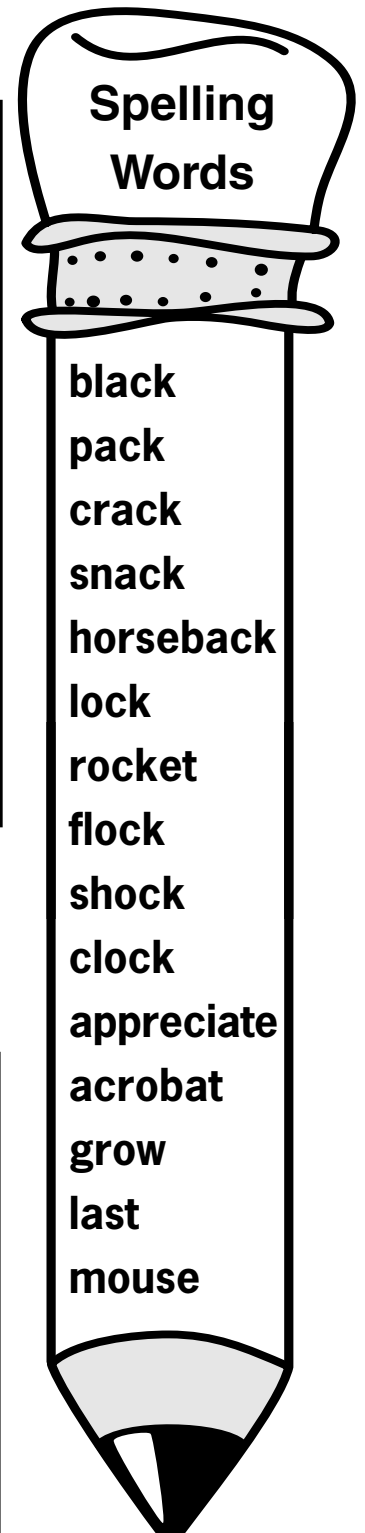 Spelling
Words
black
pack
crack
snack
horseback
lock
rocket
flock
shock
clock
appreciate
acrobat
grow
last
mouse